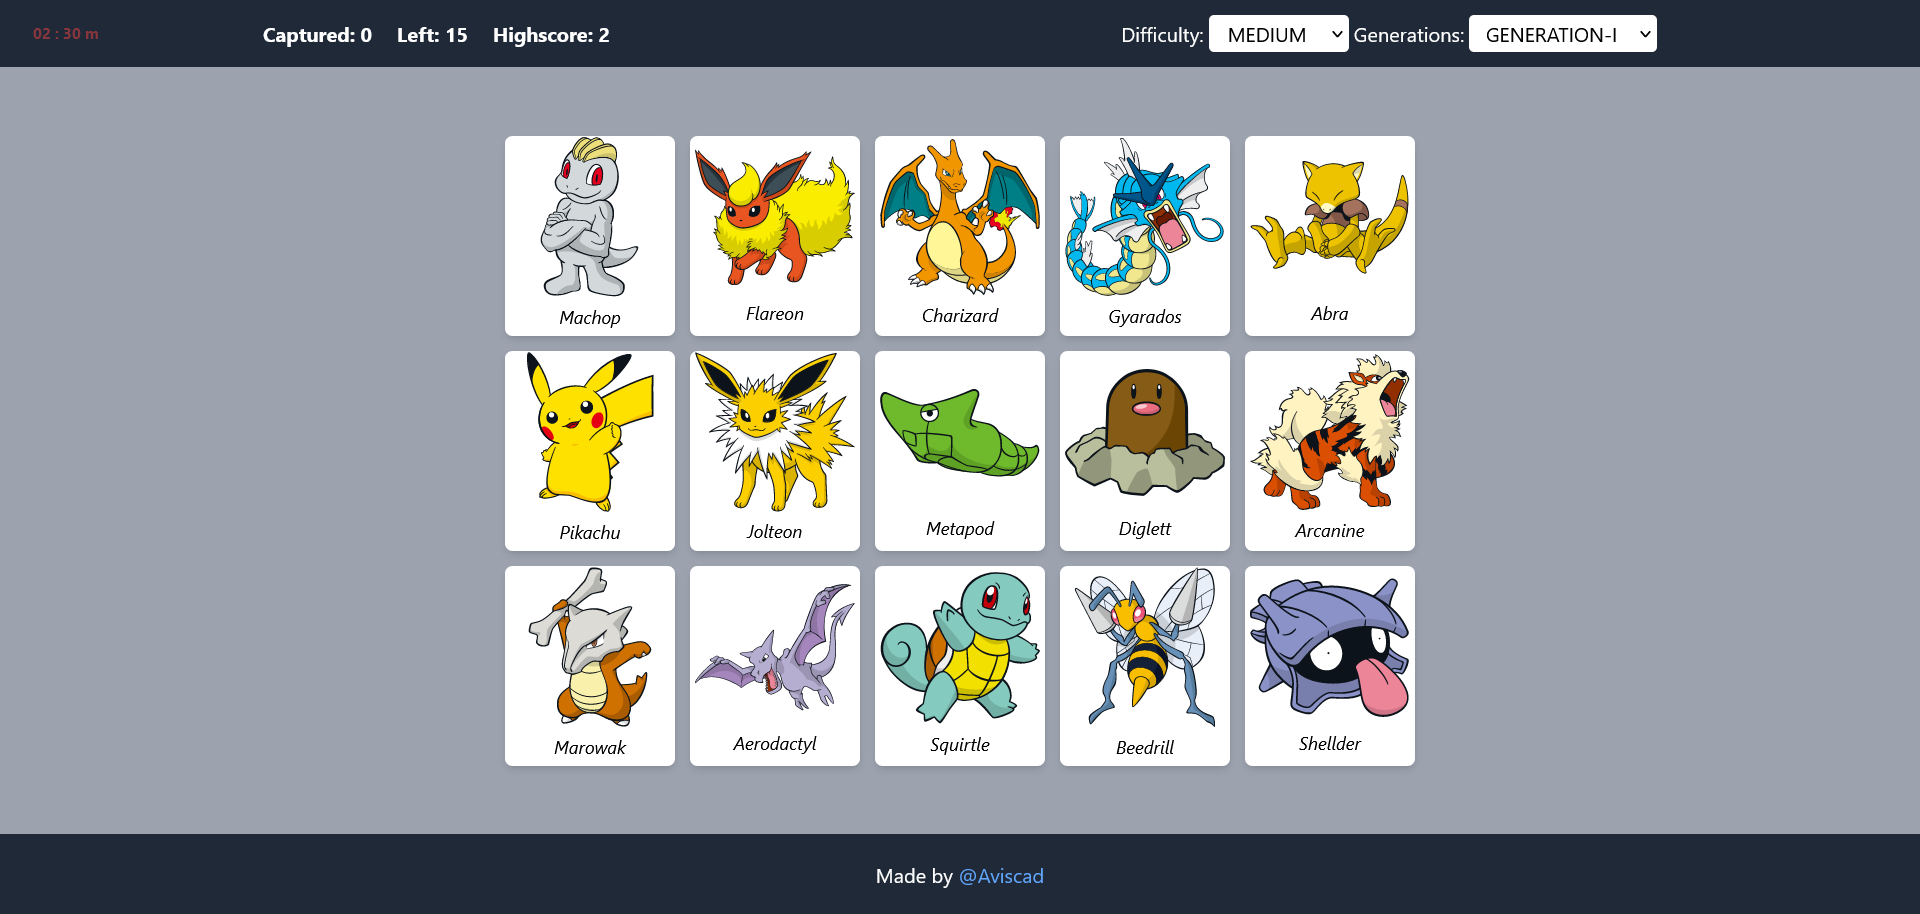 02 : 30 m
Captured: 0 Left: 15 Highscore: 2
Difficulty: MEDIUM Generations: GENERATION-I
Machop
Flareon
Charizard
Gyarados
Abra
Pikachu
Jolteon
Metapod
Diglett
Arcanine
Marowak
Aerodactyl
Squirtle
Beedrill
Shellder
Made by @Aviscad